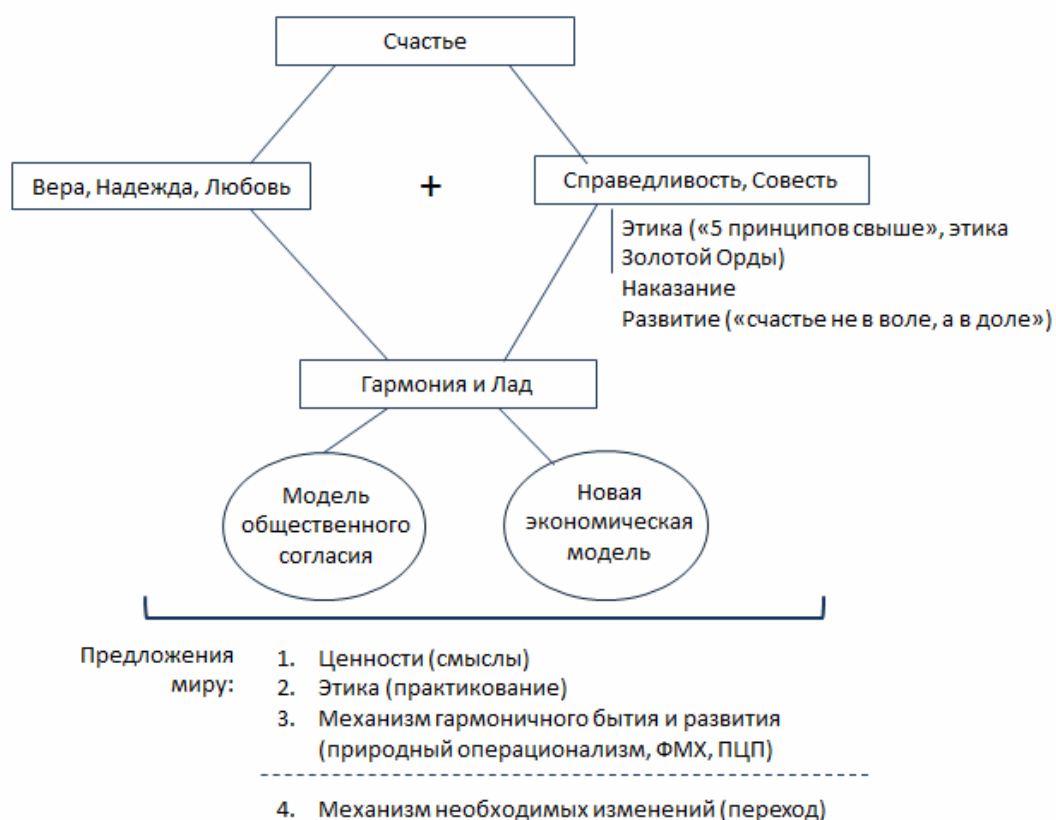 Счастье
Вера, Надежда, Любовь
+
Справедливость, Совесть
Этика («5 принципов свыше», этика
Золотой Орды)
Наказание
Развитие («счастье не в воле, а в доле»)
Гармония и Лад
Модель
общественного
согласия
Новая
экономическая
модель
Предложения
миру:
1. Ценности (смыслы)
2. Этика (практикование)
3. Механизм гармоничного бытия и развития
(природный операционализм, ФМХ, ПЦП)
4. Механизм необходимых изменений (переход)